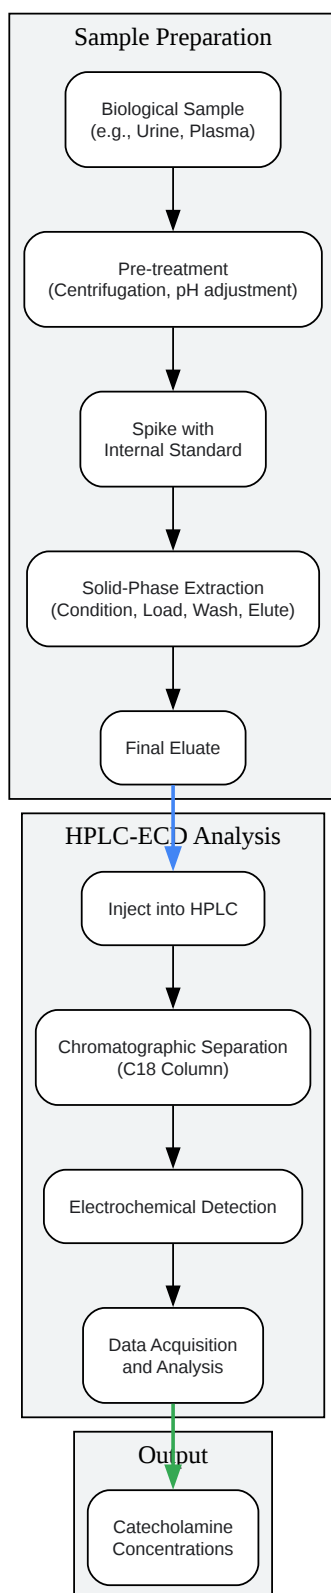 Sample Preparation
Biological Sample
(e.g., Urine, Plasma)
Pre-treatment
(Centrifugation, pH adjustment)
Spike with
Internal Standard
Solid-Phase Extraction
(Condition, Load, Wash, Elute)
Final Eluate
HPLC-ECD Analysis
Inject into HPLC
Chromatographic Separation
(C18 Column)
Electrochemical Detection
Data Acquisition
and Analysis
Output
Catecholamine
Concentrations